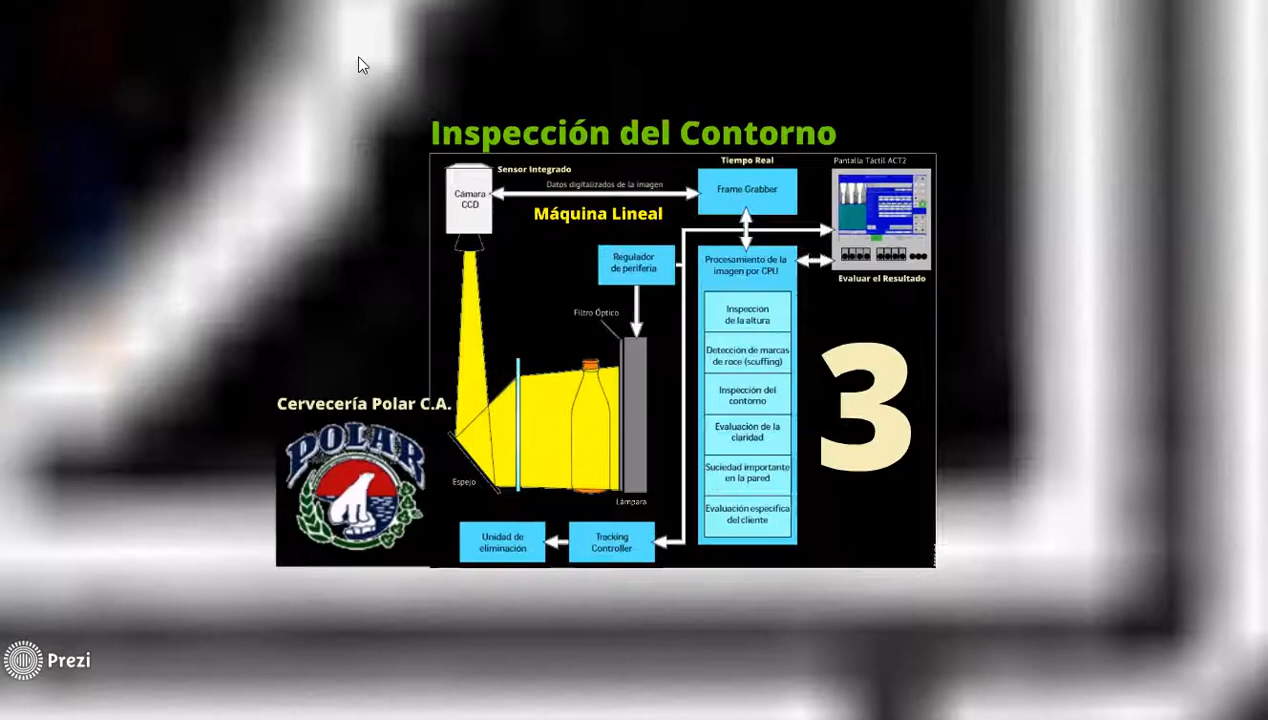 Inspección del Contorno
Sensor Integrado
Tiempo Real
Pantalla Táctil ACT2
Cámara
CCD
Datos digitalizados de la imagen
Frame Grabber
Máquina Lineal
Regulador
de periferia
Procesamiento de la
imagen por CPU
Evaluar el Resultado
Filtro Óptico
Inspección
de la altura
Detección de marcas
de roce (scuffing)
Inspección del
contorno
Evaluación de la
claridad
Suciedad importante
en la pared
Evaluación especifica
del cliente
3
Cervecería Polar C.A.
POLAR
Espejo
Lámpara
Unidad de
eliminación
Tracking
Controller
Prezi